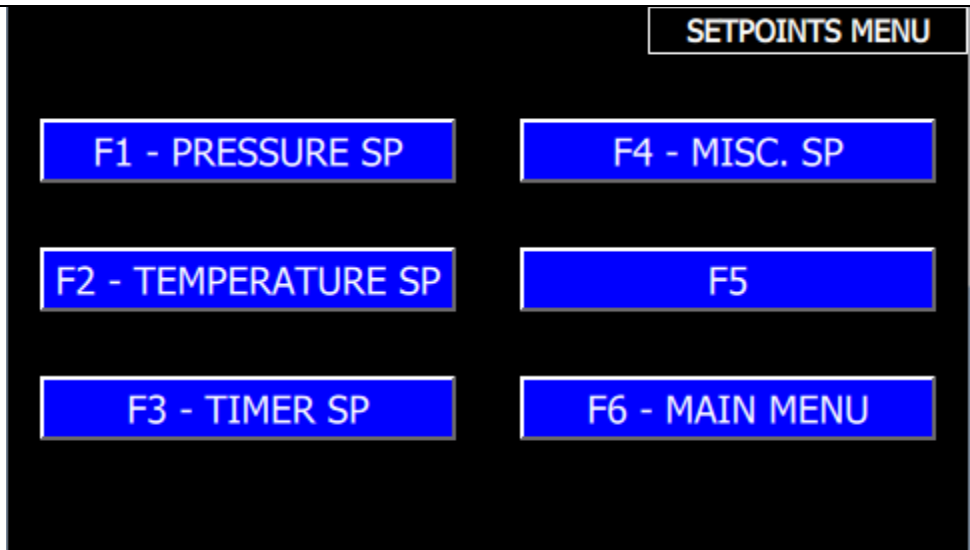 SETPOINTS MENU
F1 - PRESSURE SP
F4 - MISC. SP
F2 - TEMPERATURE SP
F5
F3 - TIMER SP
F6 - MAIN MENU